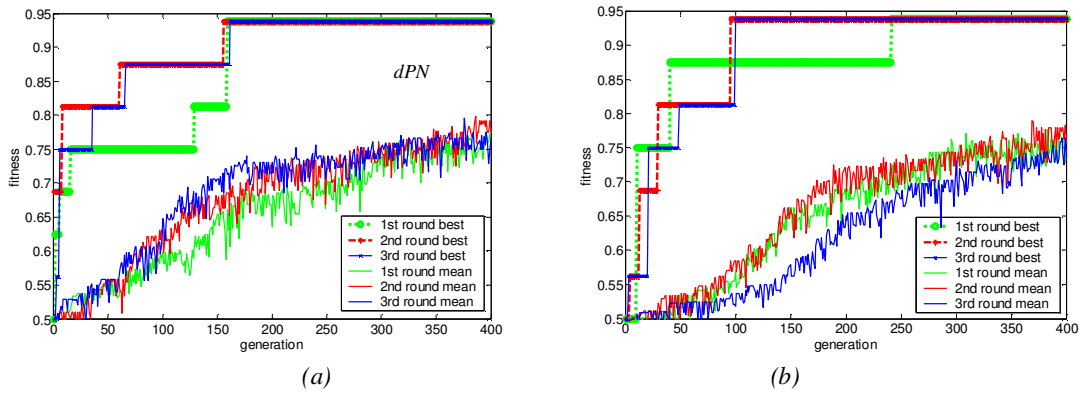 0.95
0.9
0.85
0.8
0.75
0.7
0.65
0.6
0.55
0.5
fitness
dPN
1st round best
2nd round best
3rd round best
1st round mean
2nd round mean
3rd round mean
0 50 100 150 200 250 300 350 400
generation
(a)
0.95
0.9
0.85
0.8
0.75
0.7
0.65
0.6
0.55
0.5
fitness
1st round best
2nd round best
3rd round best
1st round mean
2nd round mean
3rd round mean
0 50 100 150 200 250 300 350 400
generation
(b)